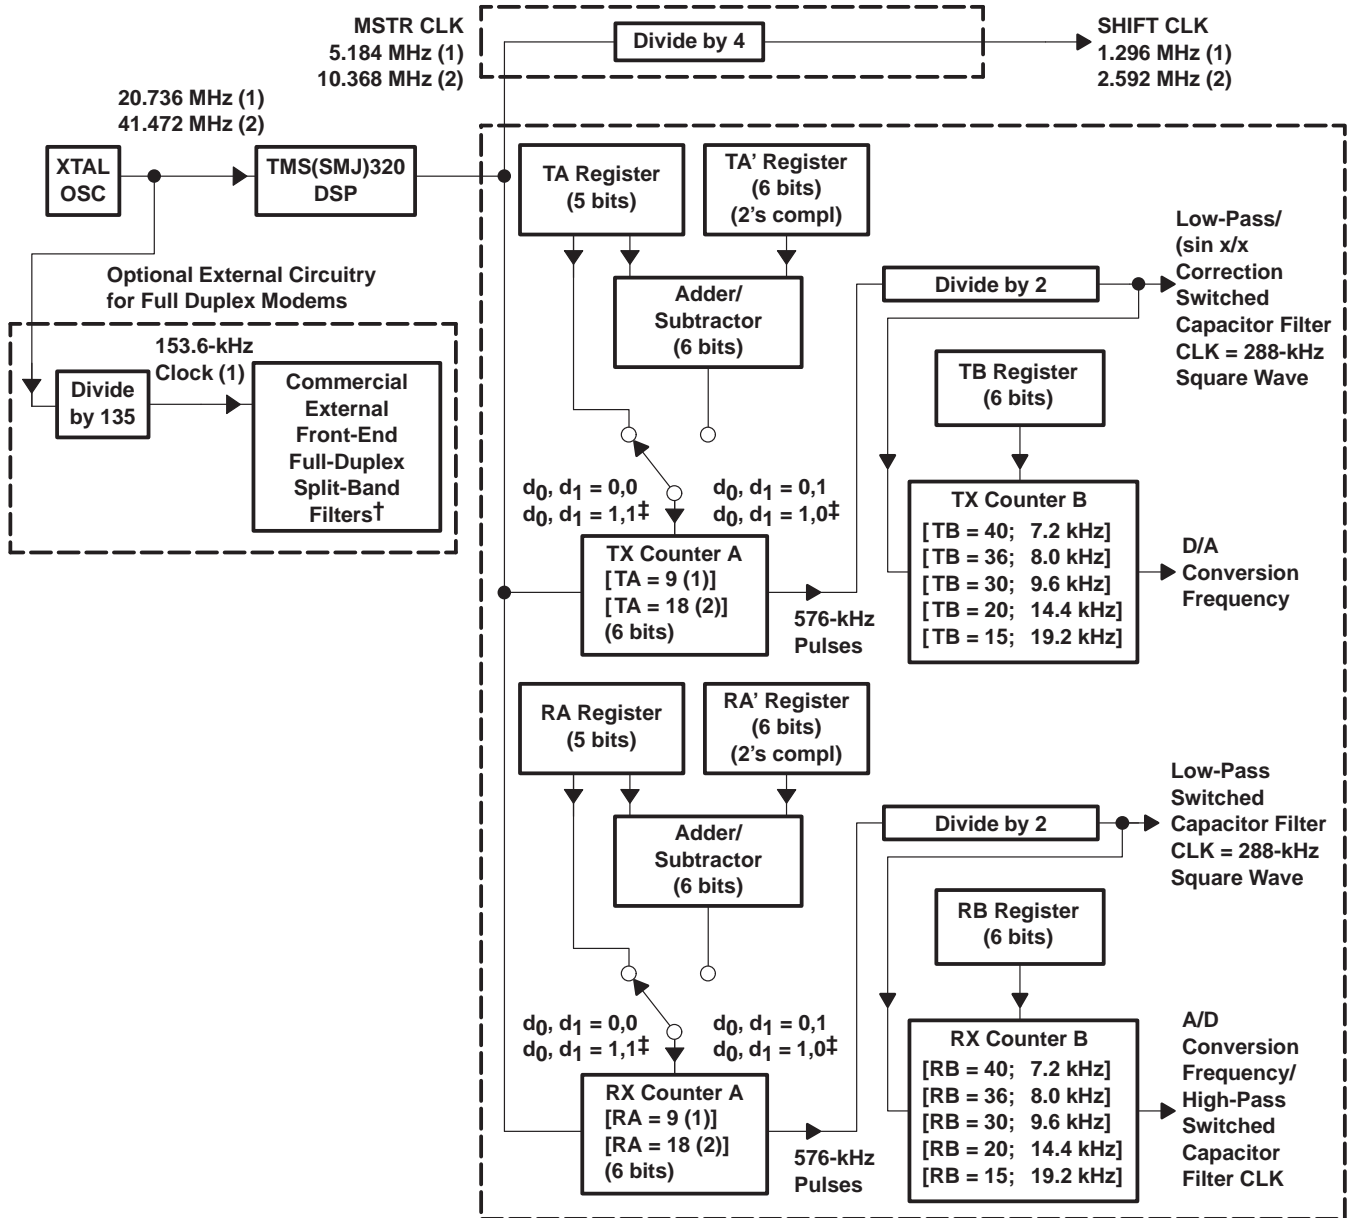 MSTR CLK
5.184 MHz (1)
10.368 MHz (2)
Divide by 4
SHIFT CLK
1.296 MHz (1)
2.592 MHz (2)
20.736 MHz (1)
41.472 MHz (2)
XTAL
OSC
TMS(SMJ)320
DSP
Optional External Circuitry
for Full Duplex Modems
153.6-kHz
Clock (1)
Divide
by 135
Commercial
External
Front-End
Full-Duplex
Split-Band
Filters†
TA Register
(5 bits)
TA' Register
(6 bits)
(2's compl)
Adder/
Subtractor
(6 bits)
Divide by 2
Low-Pass/
(sin x/x
Correction
Switched
Capacitor Filter
CLK = 288-kHz
Square Wave
TB Register
(6 bits)
d0, d1 = 0,0
d0, d1 = 1,1‡
d0, d1 = 0,1
d0, d1 = 1,0‡
TX Counter A
[TA = 9 (1)]
[TA = 18 (2)]
(6 bits)
576-kHz
Pulses
TX Counter B
[TB = 40; 7.2 kHz]
[TB = 36; 8.0 kHz]
[TB = 30; 9.6 kHz]
[TB = 20; 14.4 kHz]
[TB = 15; 19.2 kHz]
D/A
Conversion
Frequency
RA Register
(5 bits)
RA' Register
(6 bits)
(2's compl)
Adder/
Subtractor
(6 bits)
Divide by 2
Low-Pass
Switched
Capacitor Filter
CLK = 288-kHz
Square Wave
RB Register
(6 bits)
d0, d1 = 0,0
d0, d1 = 1,1‡
d0, d1 = 0,1
d0, d1 = 1,0‡
RX Counter A
[RA = 9 (1)]
[RA = 18 (2)]
(6 bits)
576-kHz
Pulses
RX Counter B
[RB = 40; 7.2 kHz]
[RB = 36; 8.0 kHz]
[RB = 30; 9.6 kHz]
[RB = 20; 14.4 kHz]
[RB = 15; 19.2 kHz]
A/D
Conversion
Frequency/
High-Pass
Switched
Capacitor
Filter CLK